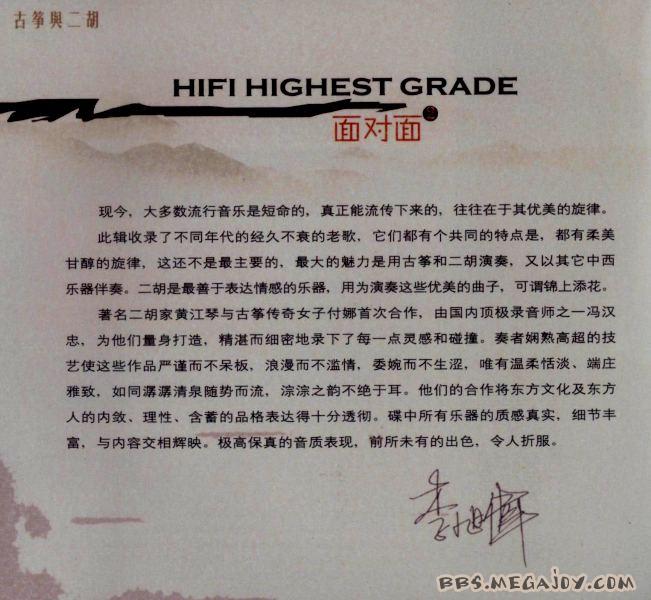 古筝與二胡
HIFI HIGHEST GRADE
面对面
现今，大多数流行音乐是短命的，真正能流传下来的，往往在于其优美的旋律。
此辑收录了不同年代的经久不衰的老歌，它们都有个共同的特点是，都有柔美
甘醇的旋律，这还不是最主要的，最大的魅力是用古筝和二胡演奏，又以其它中西
乐器伴奏。二胡是最善于表达情感的乐器，用为演奏这些优美的曲子，可谓锦上添花。
著名二胡家黄江琴与古筝传奇女子付娜首次合作，由国内顶极录音师之一冯汉
忠，为他们量身打造，精湛而细密地录下了每一点灵感和碰撞。奏者娴熟高超的技
艺使这些作品严谨而不呆板，浪漫而不滥情，委婉而不生涩，唯有温柔恬淡、端庄
雅致，如同潺潺清泉随势而流，淙淙之韵不绝于耳。他们的合作将东方文化及东方
人的内敛、理性、含蓄的品格表达得十分透彻。碟中所有乐器的质感真实，细节丰
富，与内容交相辉映。极高保真的音质表现，前所未有的出色，令人折服。
BBS.MEGAJOY.COM